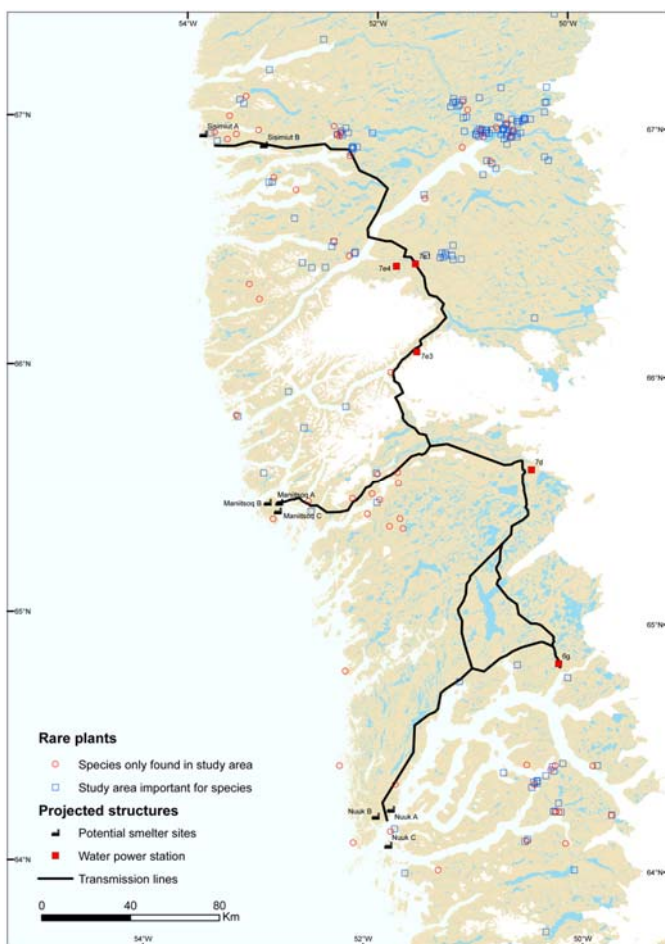 54°W 52°W 50°W
67°N 67°N
Sisimiut A
Sisimiut B
7e4
7e3
66°N 66°N
7d
Maniitsoq B Maniitsoq A
Maniitsoq C
65°N 65°N
6g
Rare plants
Species only found in study area
Study area important for species
Projected structures
Potential smelter sites
Water power station
Transmission lines
0 40 80
Km
Nuuk B
Nuuk A
Nuuk C
64°N 64°N
54°W 52°W 50°W